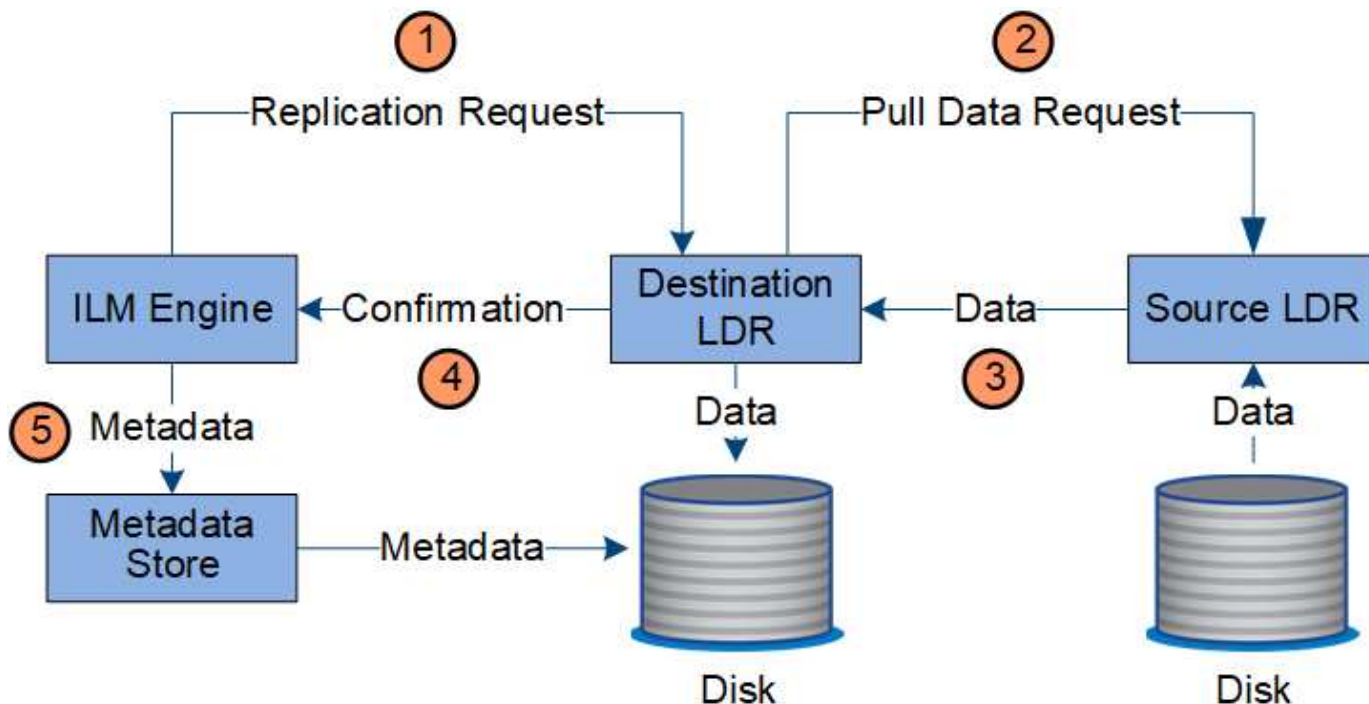 1
2
Replication Request
Pull Data Request
ILM Engine
Confirmation
Destination
LDR
Data
Source LDR
4
3
5
Metadata
Data
Data
Metadata
Store
Metadata
Disk
Disk